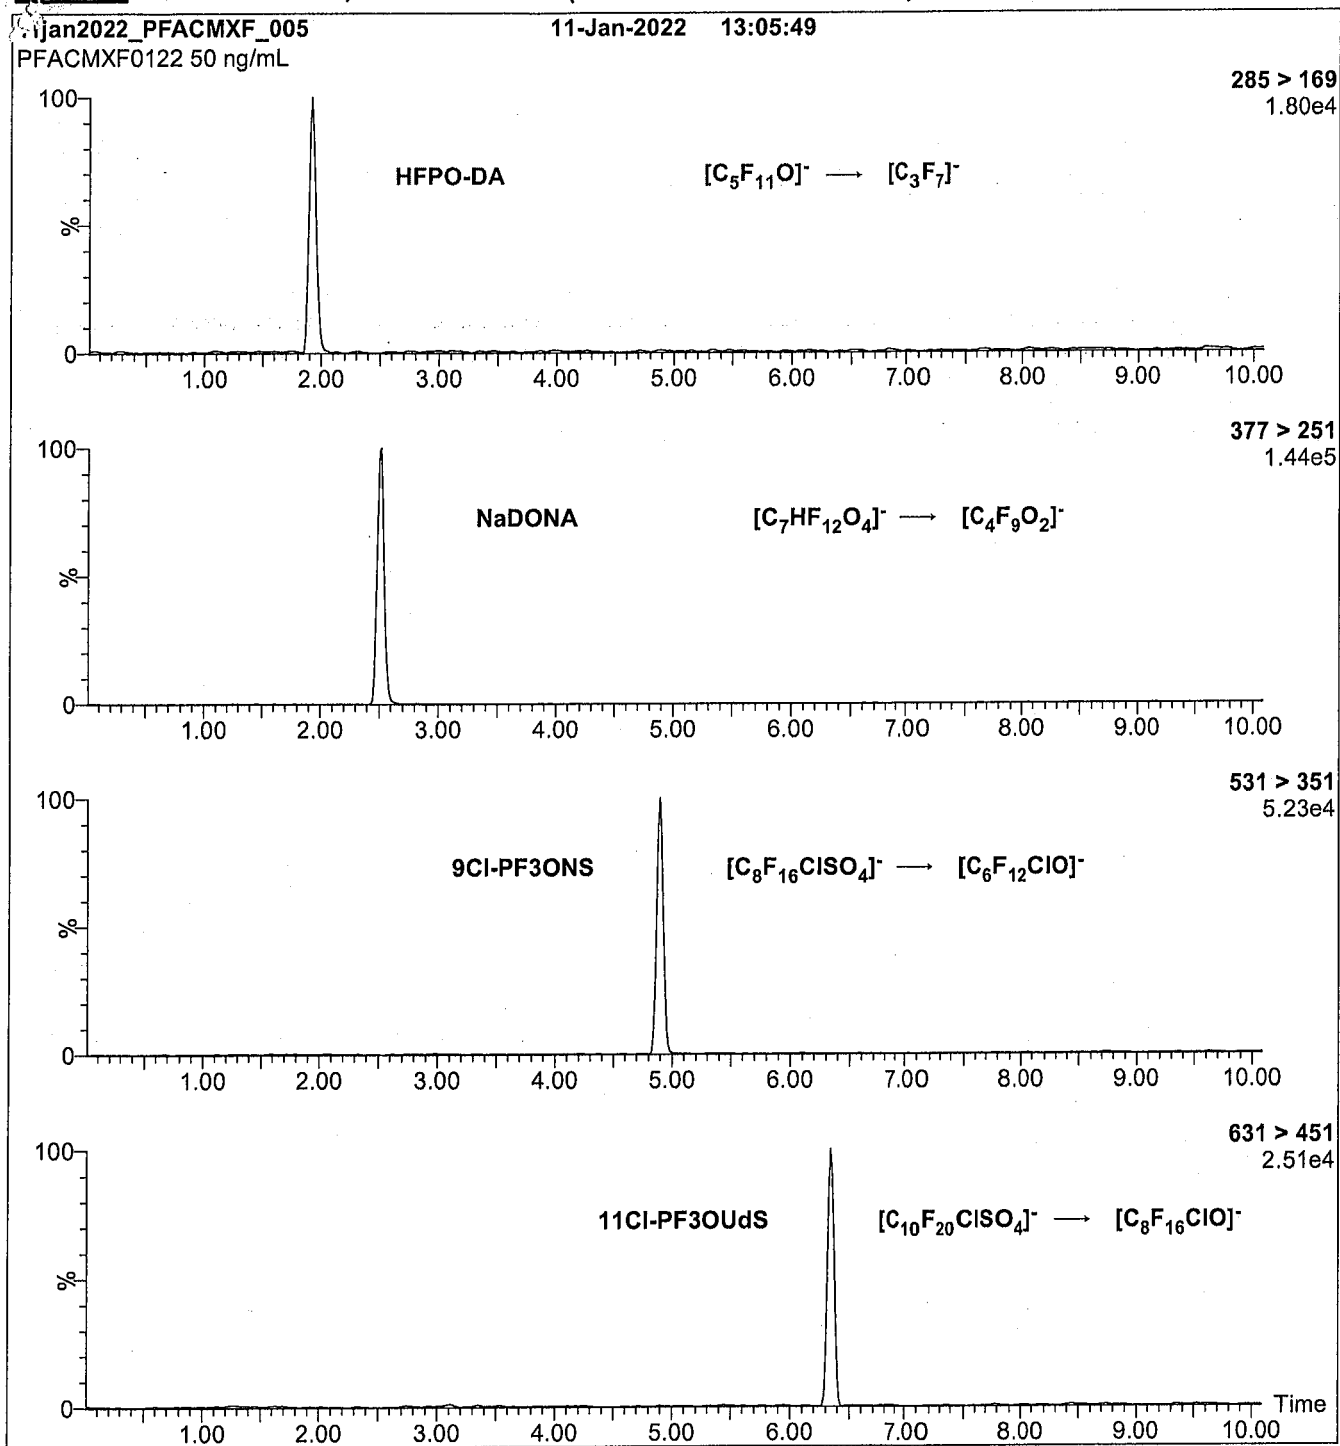 11jan2022_PFACMXF_005 11-Jan-2022 13:05:49
PFACMXF0122 50 ng/mL
285 > 169
1.80e4
100
HFPO-DA [C₅F₁₁O]⁻ → [C₃F₇]⁻
%
0
1.00 2.00 3.00 4.00 5.00 6.00 7.00 8.00 9.00 10.00
377 > 251
1.44e5
100
NaDONA [C₇HF₁₂O₄]⁻ → [C₄F₉O₂]⁻
%
0
1.00 2.00 3.00 4.00 5.00 6.00 7.00 8.00 9.00 10.00
531 > 351
5.23e4
100
9Cl-PF3ONS [C₈F₁₆ClSO₄]⁻ → [C₆F₁₂ClO]⁻
%
0
1.00 2.00 3.00 4.00 5.00 6.00 7.00 8.00 9.00 10.00
631 > 451
2.51e4
100
11Cl-PF3OUdS [C₁₀F₂₀ClSO₄]⁻ → [C₈F₁₆ClO]⁻
%
0 Time
1.00 2.00 3.00 4.00 5.00 6.00 7.00 8.00 9.00 10.00